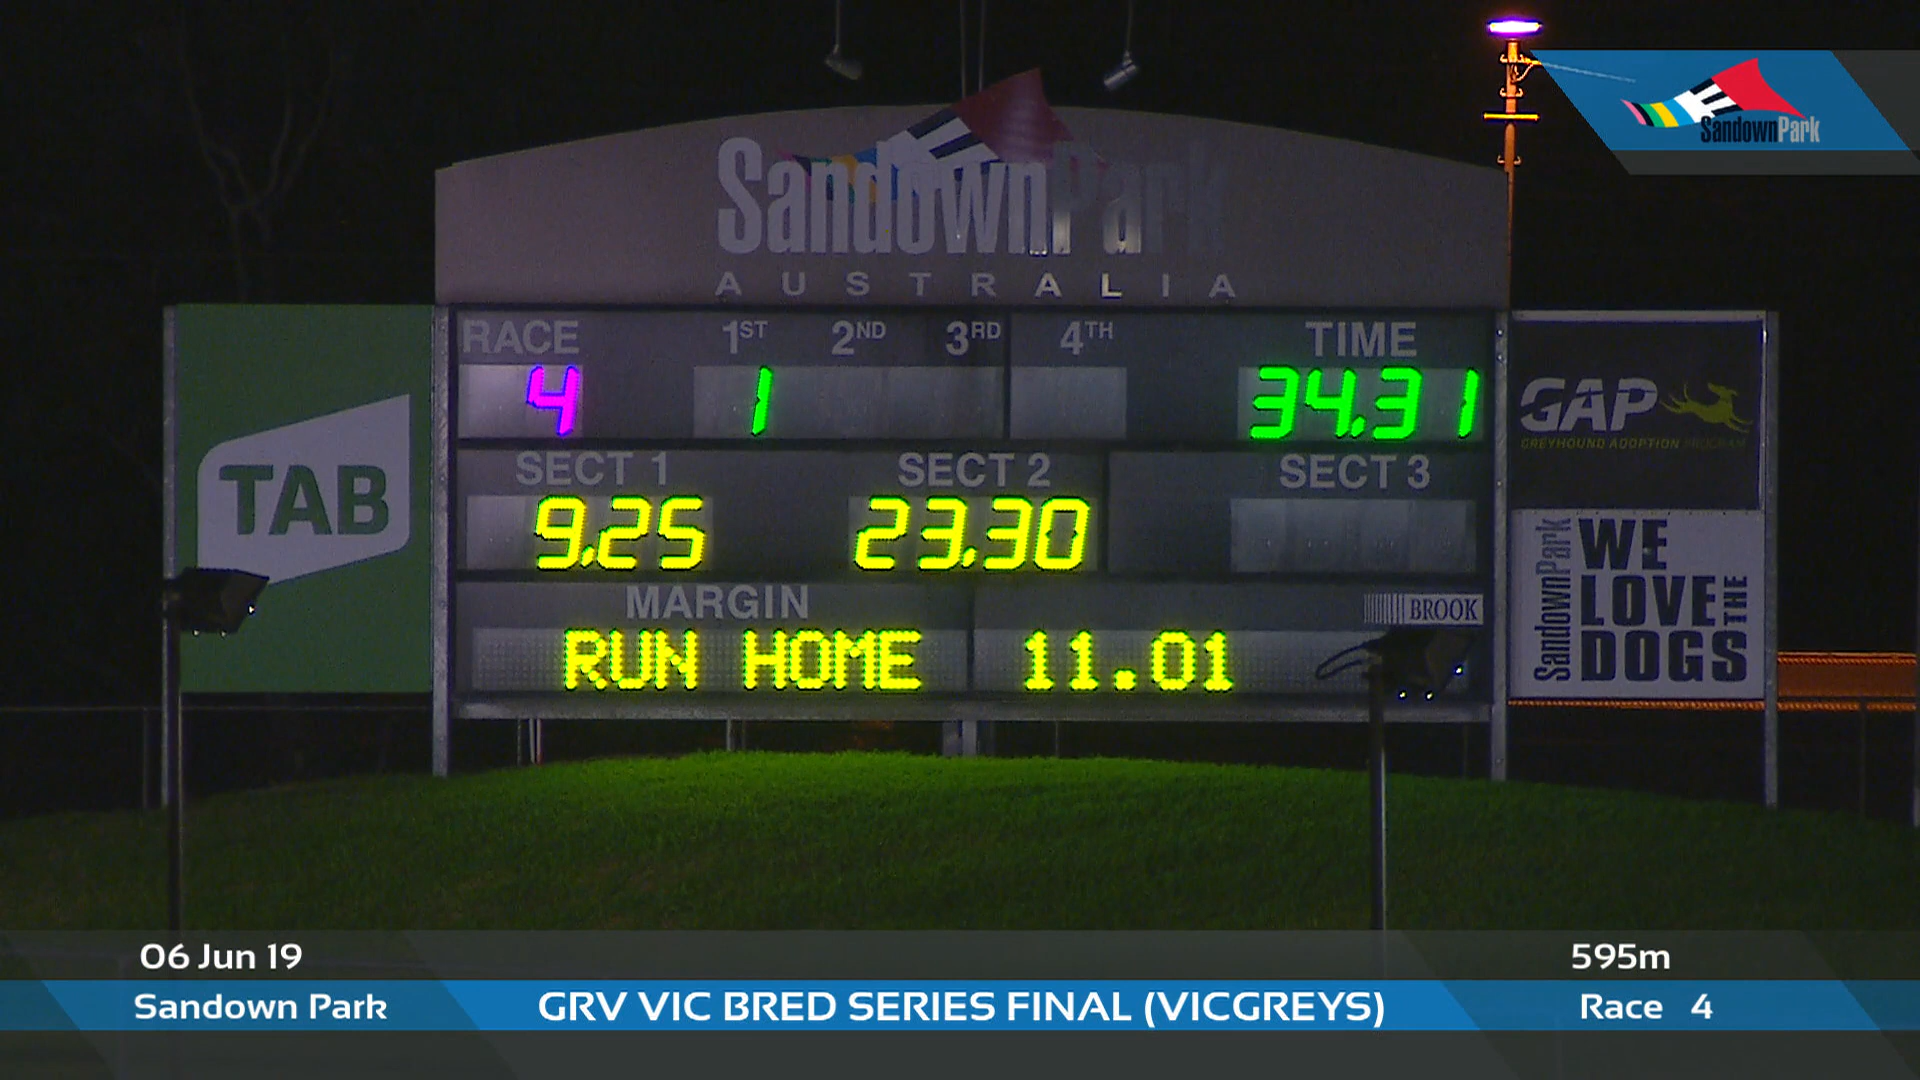 SandownPark
SandownPark
AUSTRALIA
RACE 1ST 2ND 3RD 4TH TIME
4 1 34.31
SECT 1 SECT 2 SECT 3
9.25 23.30
MARGIN
BROOK
RUN HOME 11.01
TAB
GAP
GREYHOUND ADOPTION PROGRAM
SandownPark
WE
LOVE THE
DOGS
06 Jun 19 595m
Sandown Park GRV VIC BRED SERIES FINAL (VICGREYS) Race 4